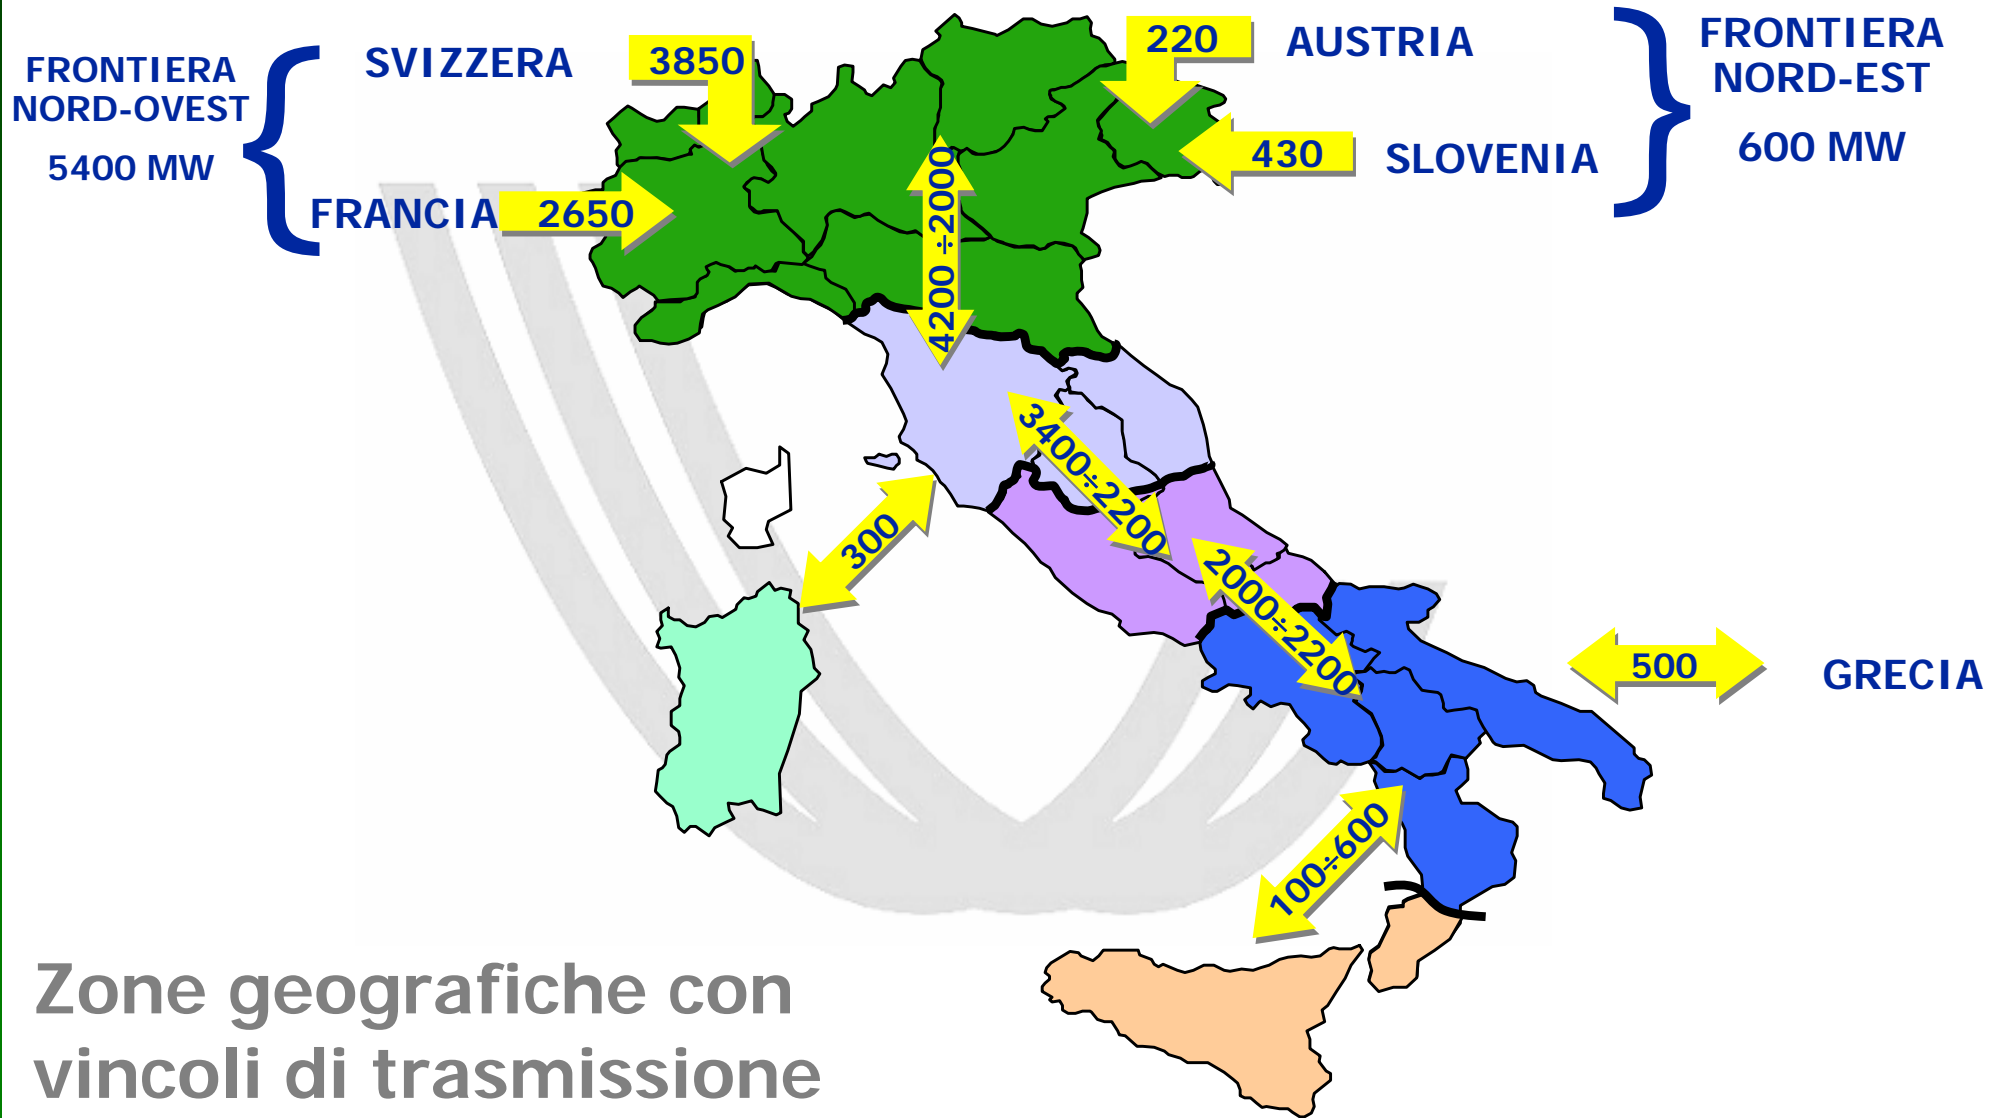 FRONTIERA
NORD-OVEST
5400 MW
SVIZZERA
3850
FRANCIA
2650
220
AUSTRIA
430
SLOVENIA
FRONTIERA
NORD-EST
600 MW
4200 ÷2000
3400÷2200
300
2000÷2200
500
GRECIA
100÷600
Zone geografiche con
vincoli di trasmissione